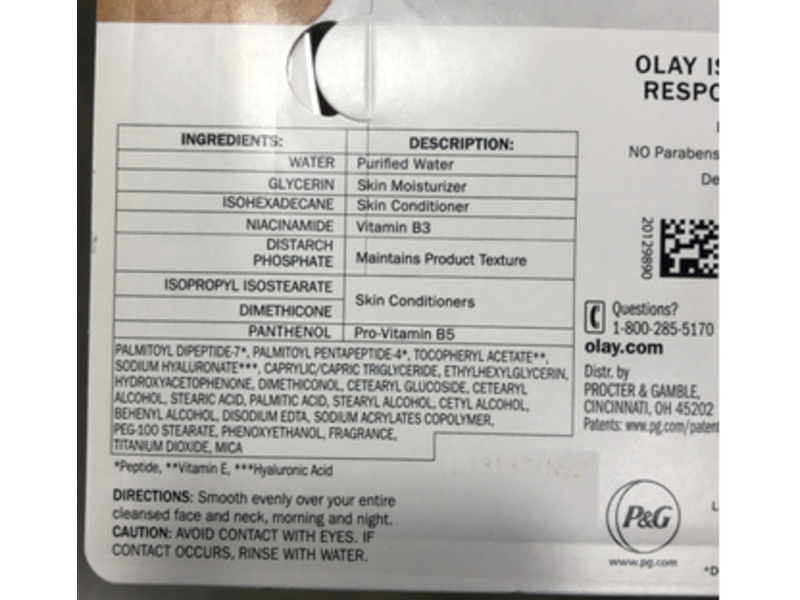 INGREDIENTS: DESCRIPTION:
WATER Purified Water
GLYCERIN Skin Moisturizer
ISOHEXADECANE Skin Conditioner
NIACINAMIDE Vitamin B3
DISTARCH
PHOSPHATE Maintains Product Texture
ISOPROPYL ISOSTEARATE
DIMETHICONE Skin Conditioners
PANTHENOL Pro-Vitamin B5
PALMITOYL DIPEPTIDE-7*, PALMITOYL PENTAPEPTIDE-4*, TOCOPHERYL ACETATE**,
SODIUM HYALURONATE***, CAPRYLIC/CAPRIC TRIGLYCERIDE, ETHYLHEXYLGLYCERIN,
HYDROXYACETOPHENONE, DIMETHICONOL, CETEARYL GLUCOSIDE, CETEARYL
ALCOHOL, STEARIC ACID, PALMITIC ACID, STEARYL ALCOHOL, CETYL ALCOHOL,
BEHENYL ALCOHOL, DISODIUM EDTA, SODIUM ACRYLATES COPOLYMER,
PEG-100 STEARATE, PHENOXYETHANOL, FRAGRANCE,
TITANIUM DIOXIDE, MICA
*Peptide, **Vitamin E, ***Hyaluronic Acid
DIRECTIONS: Smooth evenly over your entire
cleansed face and neck, morning and night.
CAUTION: AVOID CONTACT WITH EYES. IF
CONTACT OCCURS, RINSE WITH WATER.
OLAY IS
RESPO
NO Parabens
De
20129890
Questions?
1-800-285-5170
olay.com
Distr. by
PROCTER & GAMBLE,
CINCINNATI, OH 45202
Patents: www.pg.com/patent
P&G
www.pg.com
*D